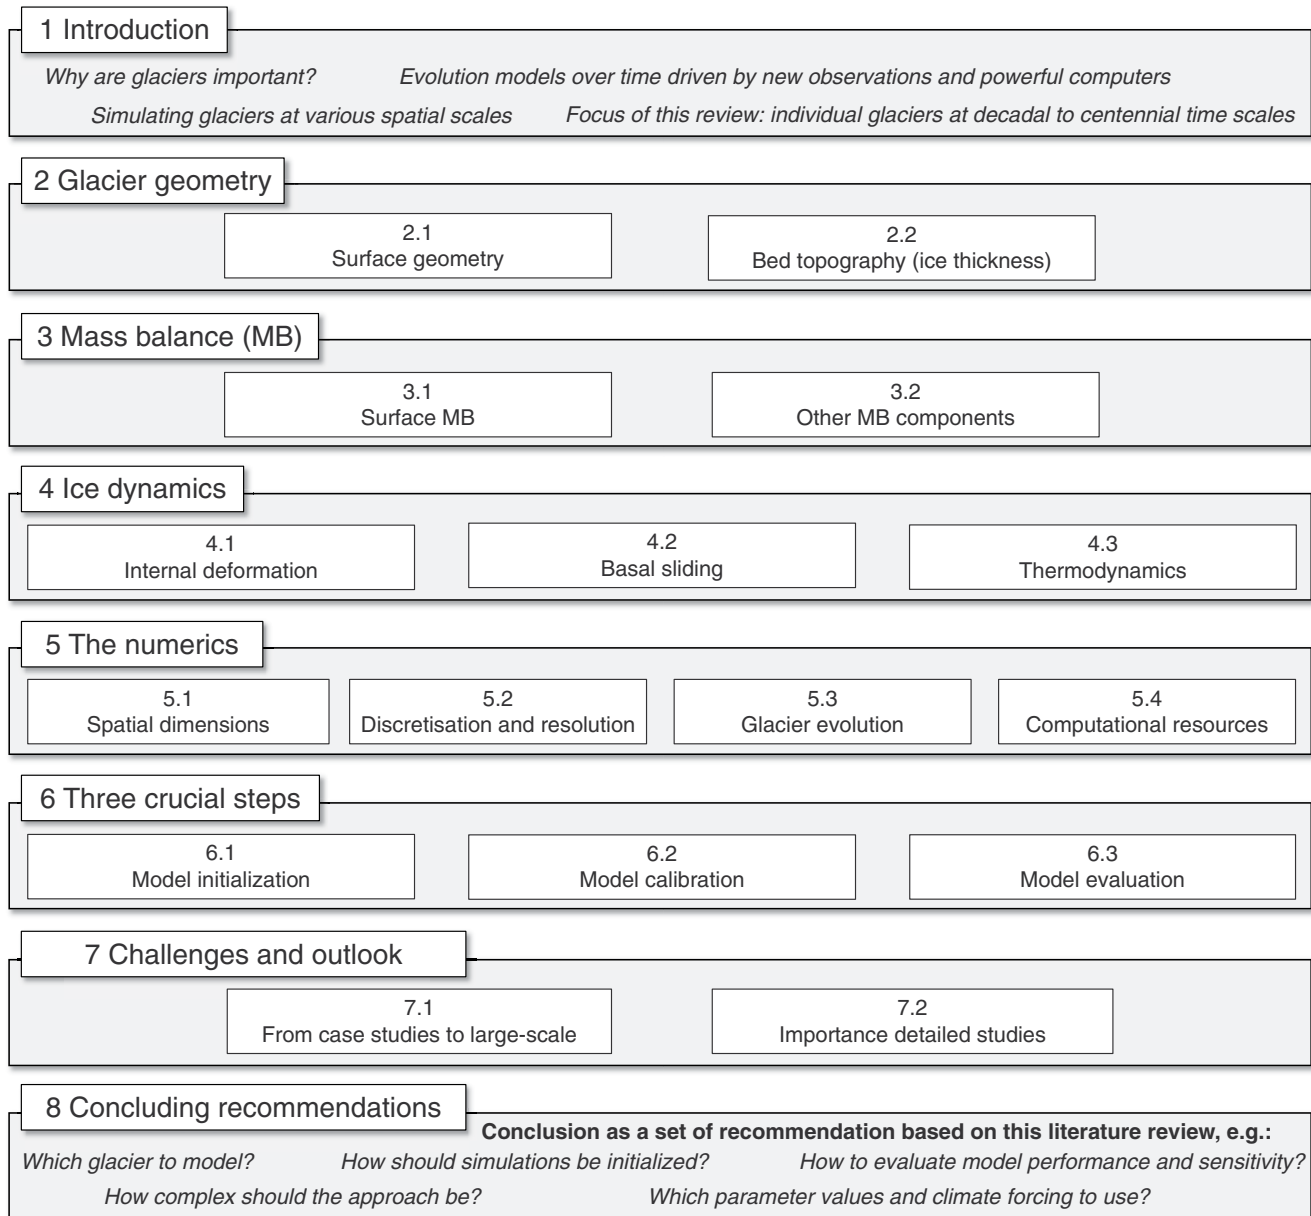 1 Introduction
Why are glaciers important? Evolution models over time driven by new observations and powerful computers
Simulating glaciers at various spatial scales Focus of this review: individual glaciers at decadal to centennial time scales
2 Glacier geometry
2.1
Surface geometry
2.2
Bed topography (ice thickness)
3 Mass balance (MB)
3.1
Surface MB
3.2
Other MB components
4 Ice dynamics
4.1
Internal deformation
4.2
Basal sliding
4.3
Thermodynamics
5 The numerics
5.1
Spatial dimensions
5.2
Discretisation and resolution
5.3
Glacier evolution
5.4
Computational resources
6 Three crucial steps
6.1
Model initialization
6.2
Model calibration
6.3
Model evaluation
7 Challenges and outlook
7.1
From case studies to large-scale
7.2
Importance detailed studies
8 Concluding recommendations
Conclusion as a set of recommendation based on this literature review, e.g.:
Which glacier to model? How should simulations be initialized? How to evaluate model performance and sensitivity?
How complex should the approach be? Which parameter values and climate forcing to use?